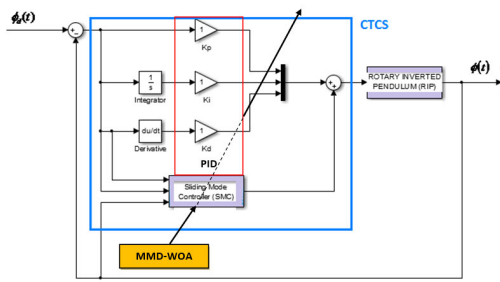 ϕd(t)
CTCS
Kp
ϕ(t)
1
1
s
Integrator
1
Ki
ROTARY INVERTED
PENDULUM (RIP)
du/dt
Derivative
1
Kd
PID
Sliding Mode
Controller (SMC)
MMD-WOA